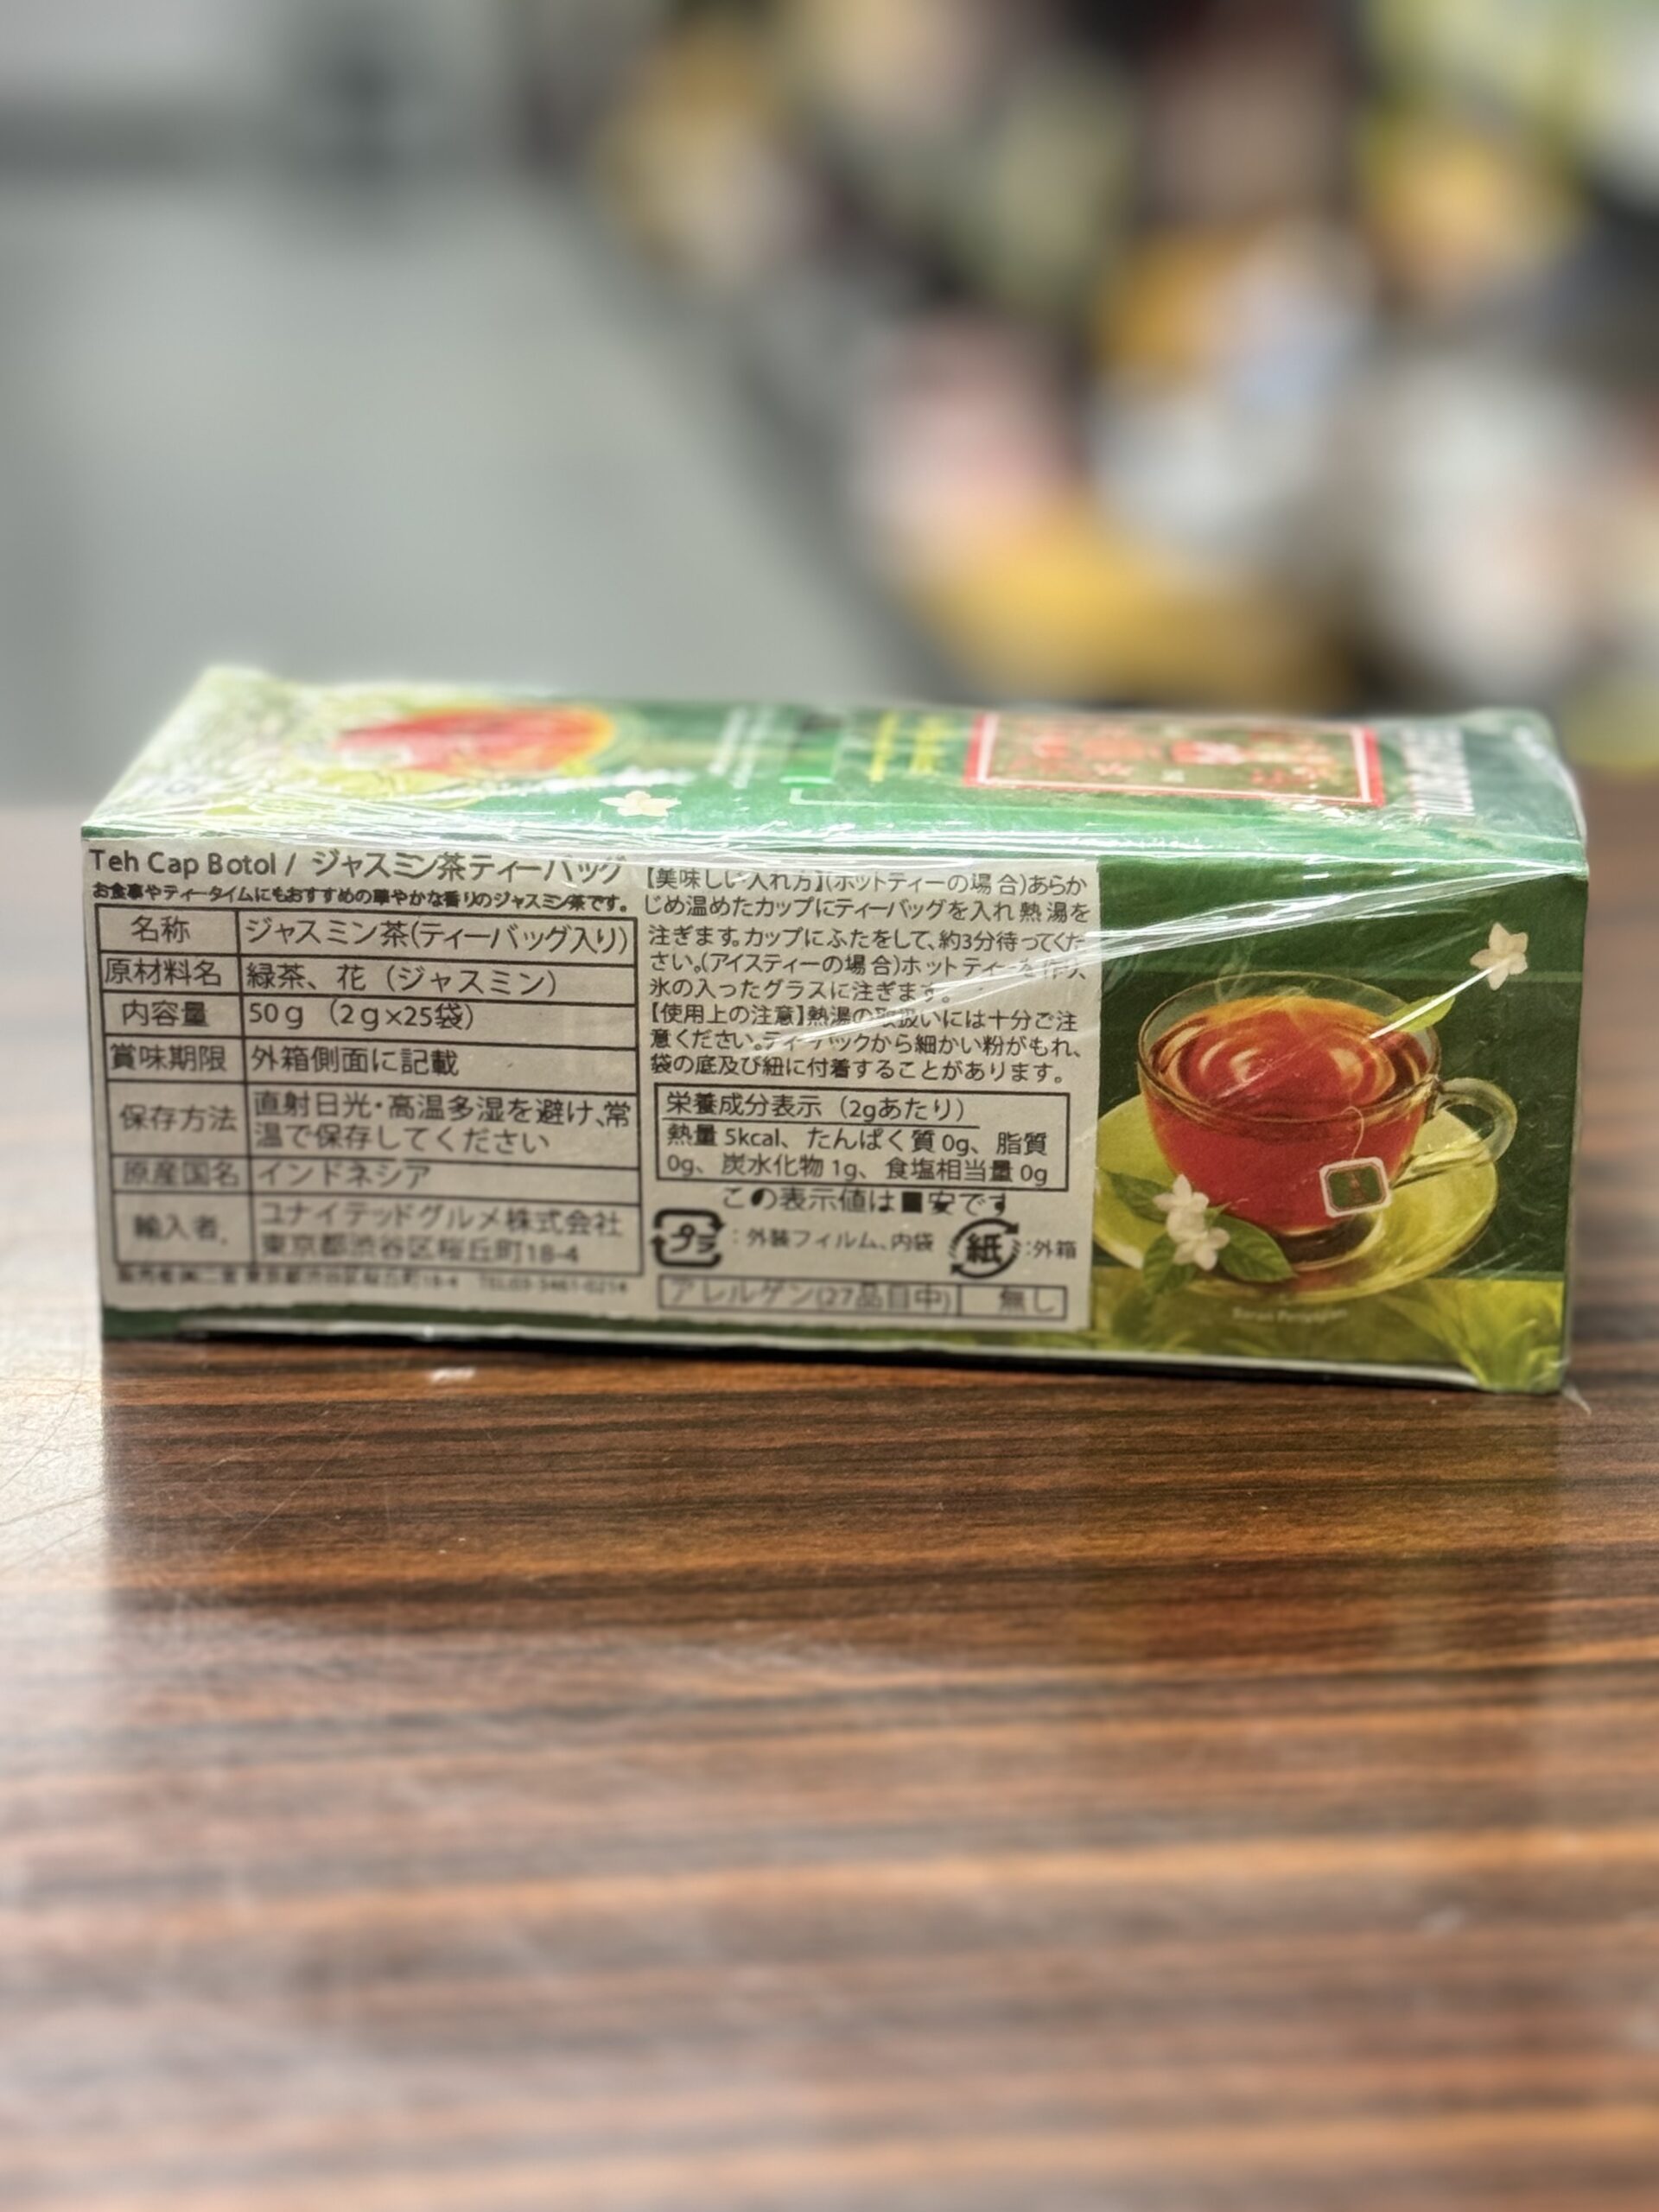 Teh Cap Botol / ジャスミン茶ティーバッグ
お食事やティータイムにもおすすめの華やかな香りのジャスミン茶です。
名称 ジャスミン茶(ティーバッグ入り)
原材料名 緑茶、花（ジャスミン）
内容量 50g（2g×25袋）
賞味期限 外箱側面に記載
保存方法 直射日光・高温多湿を避け、常
温で保存してください
原産国名 インドネシア
輸入者. ユナイテッドグルメ株式会社
東京都渋谷区桜丘町18-4
東京都渋谷区桜丘町18-4 TEL03-3461-0214
【美味しい入れ方】(ホットティーの場合)あらか
じめ温めたカップにティーバッグを入れ熱湯を
注ぎます。カップにふたをして、約3分待ってくだ
さい。(アイスティーの場合)ホットティーを作り、
氷の入ったグラスに注ぎます。
【使用上の注意】熱湯の取扱いには十分ご注
意ください。ティーバックから細かい粉がもれ、
袋の底及び紐に付着することがあります。
栄養成分表示（2gあたり）
熱量 5kcal、たんぱく質 0g、脂質
0g、炭水化物 1g、食塩相当量 0g
この表示値は■安です
プラ：外装フィルム、内袋 紙：外箱
アレルゲン(27品目中) 無し